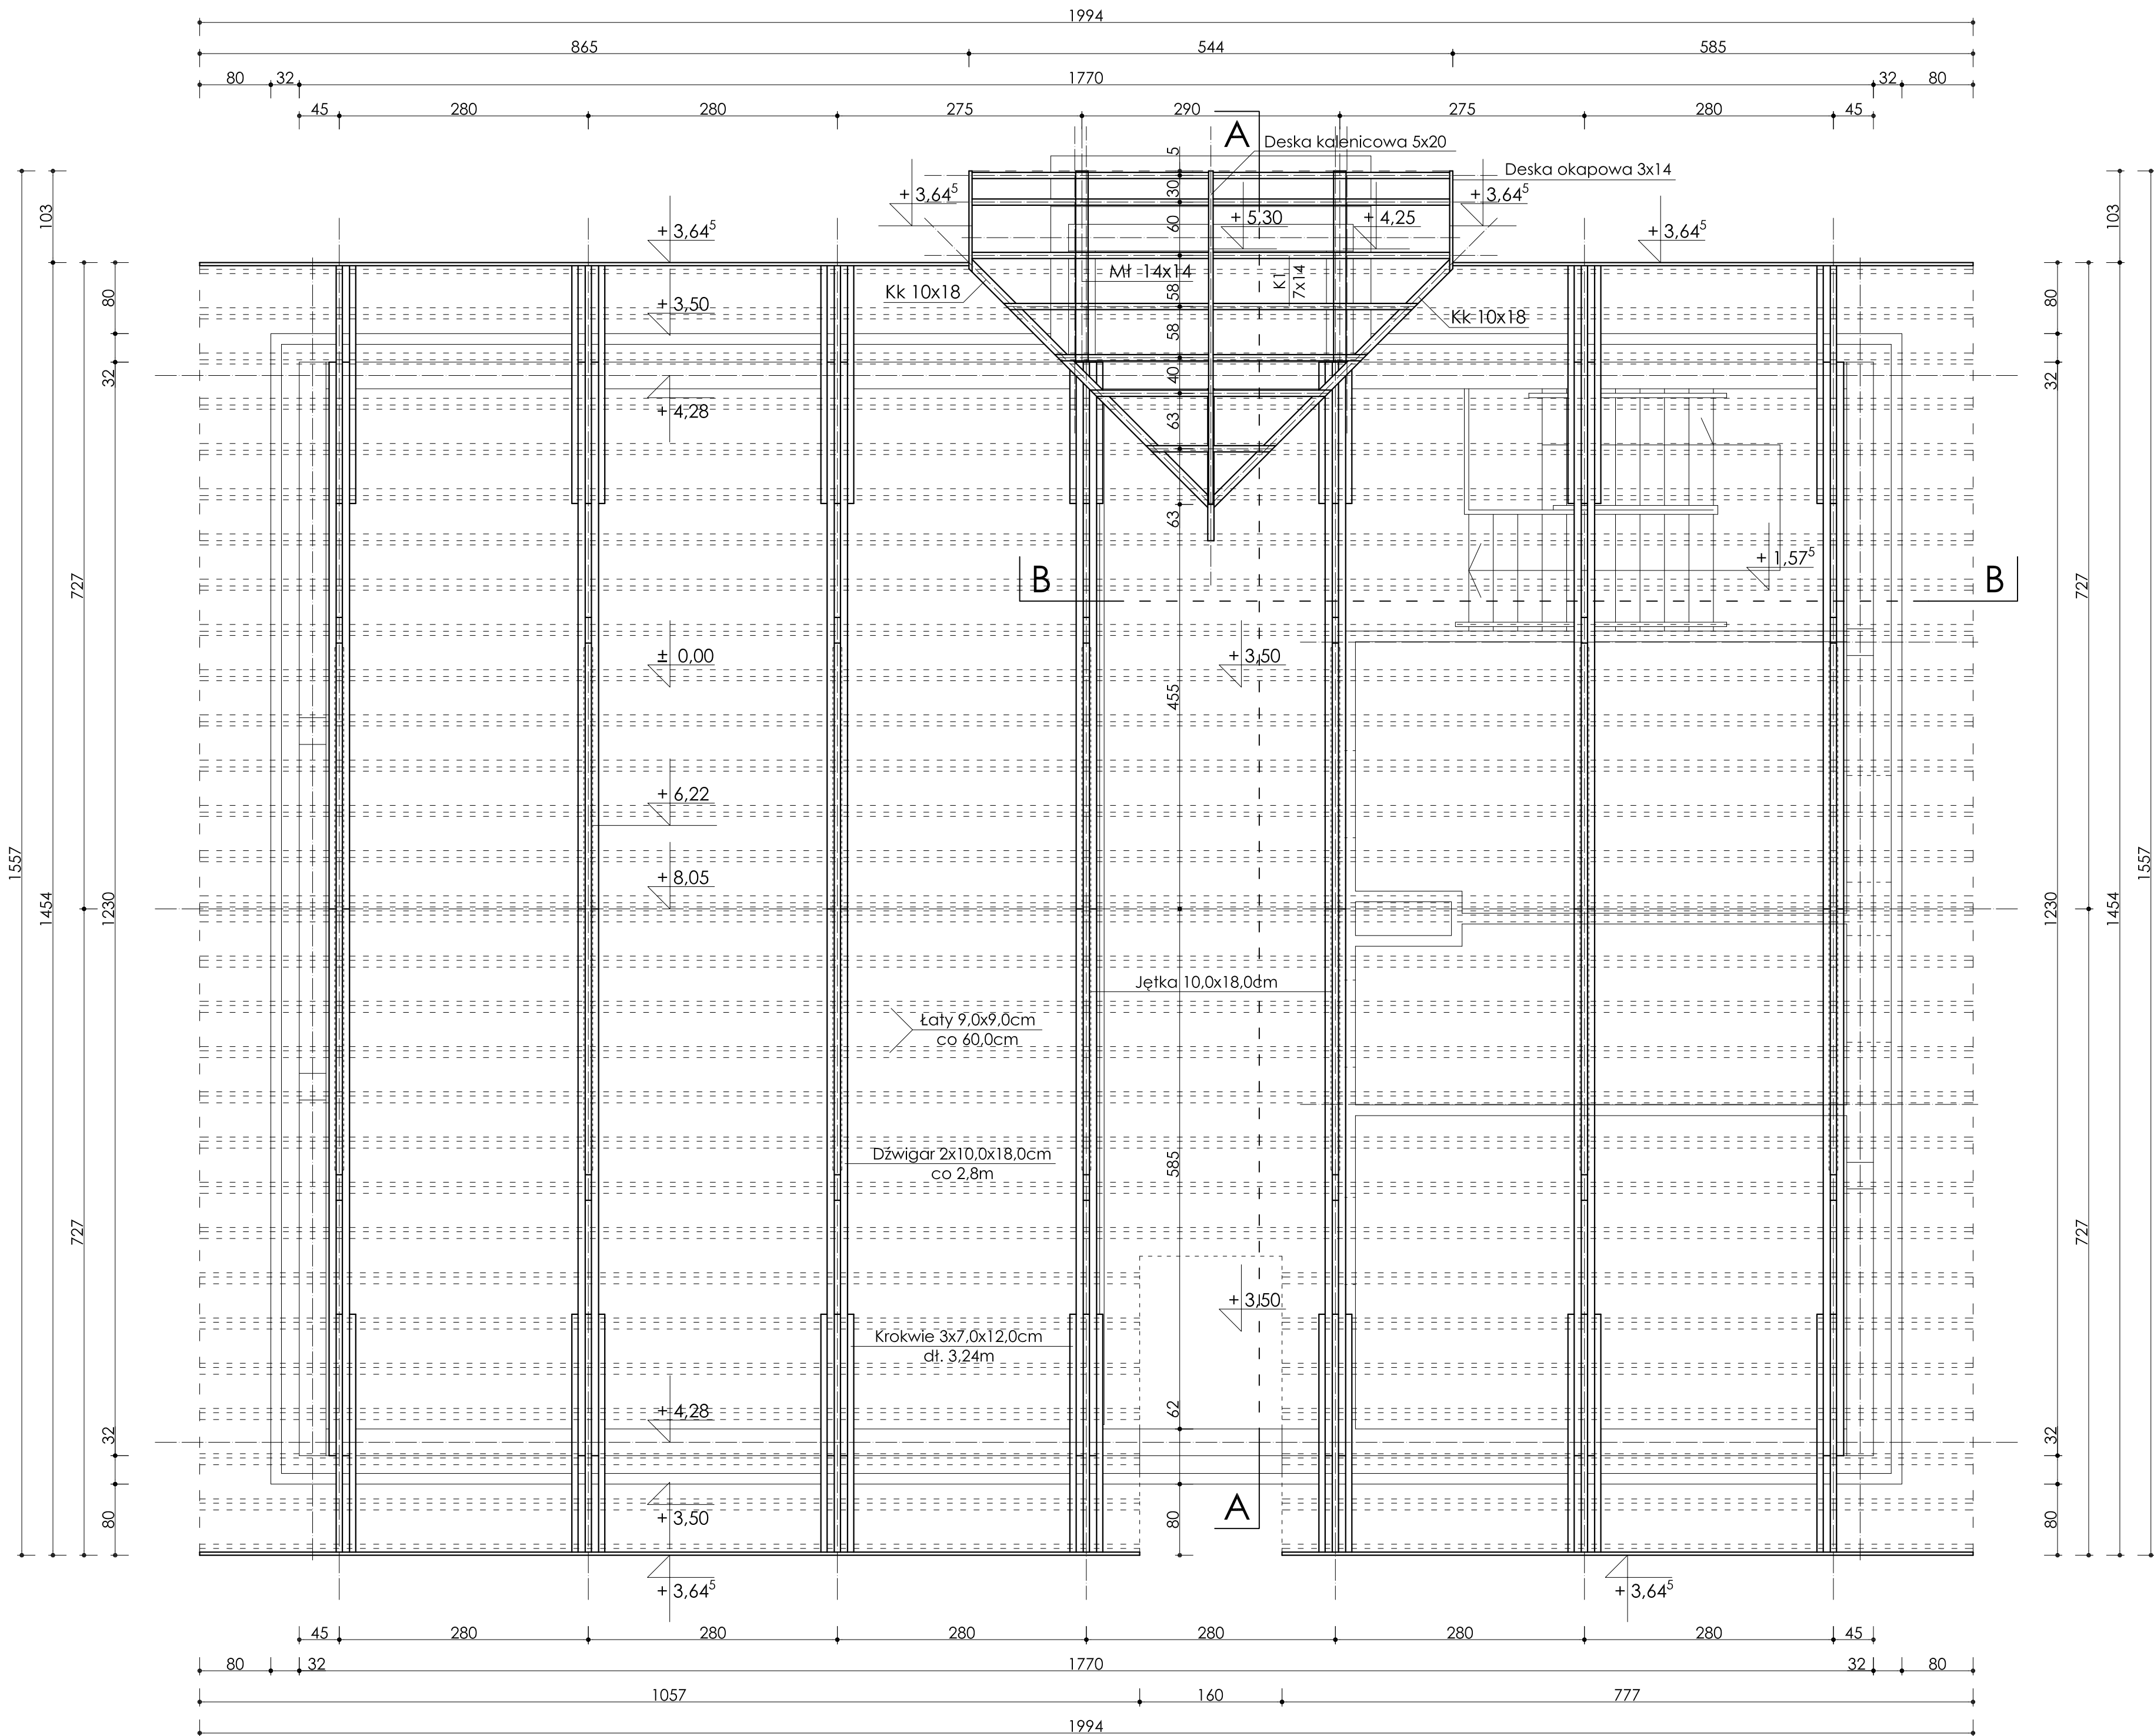 1994
865 544 585
80 32 1770 32 80
45 280 280 275 290 275 280 45
A
Deska kalenicowa 5x20
Deska okapowa 3x14
5
30
60
58
58
40
63
63
455
585
62
80
+ 3,64⁵
+ 3,64⁵
+ 5,30
+ 4,25
+ 3,64⁵
+ 3,64⁵
Mł 14x14
K1
7x14
Kk 10x18
Kk 10x18
+ 3,50
+ 4,28
B
B
+ 1,57⁵
± 0,00
+ 3,50
+ 6,22
+ 8,05
Jętka 10,0x18,0cm
Łaty 9,0x9,0cm
co 60,0cm
Dźwigar 2x10,0x18,0cm
co 2,8m
+ 3,50
Krokwie 3x7,0x12,0cm
dł. 3,24m
+ 4,28
A
+ 3,50
+ 3,64⁵
+ 3,64⁵
1557
103
1454
727
727
80
32
1230
32
80
80
32
1230
32
80
727
727
103
1454
1557
45 280 280 280 280 280 280 45
80 32 1770 32 80
1057 160 777
1994